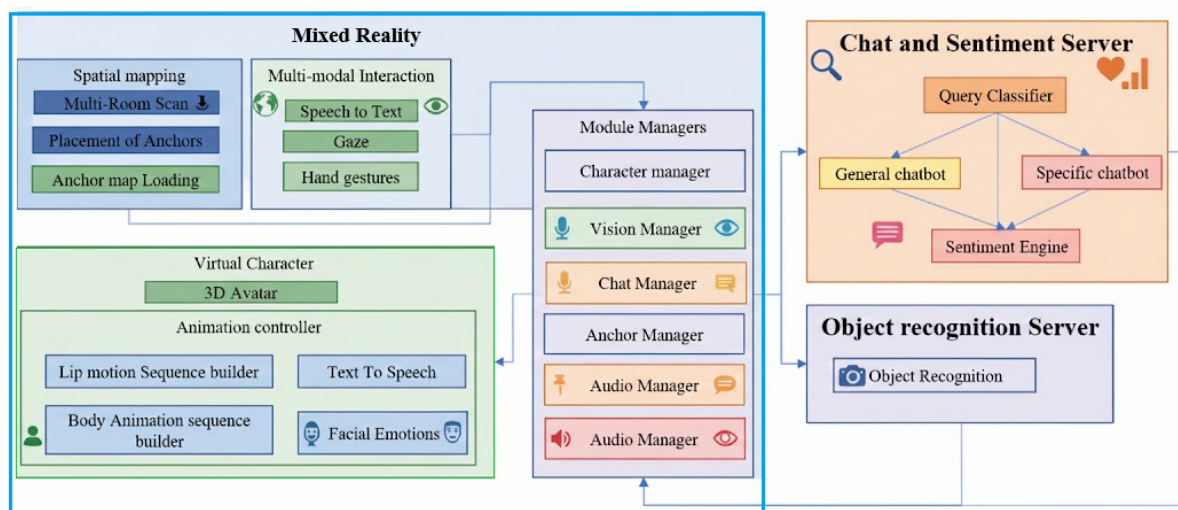 Mixed Reality
Spatial mapping
Multi-Room Scan
Placement of Anchors
Anchor map Loading
Multi-modal Interaction
Speech to Text
Gaze
Hand gestures
Virtual Character
3D Avatar
Animation controller
Lip motion Sequence builder
Text To Speech
Body Animation sequence
builder
Facial Emotions
Module Managers
Character manager
Vision Manager
Chat Manager
Anchor Manager
Audio Manager
Audio Manager
Chat and Sentiment Server
Query Classifier
General chatbot
Specific chatbot
Sentiment Engine
Object recognition Server
Object Recognition